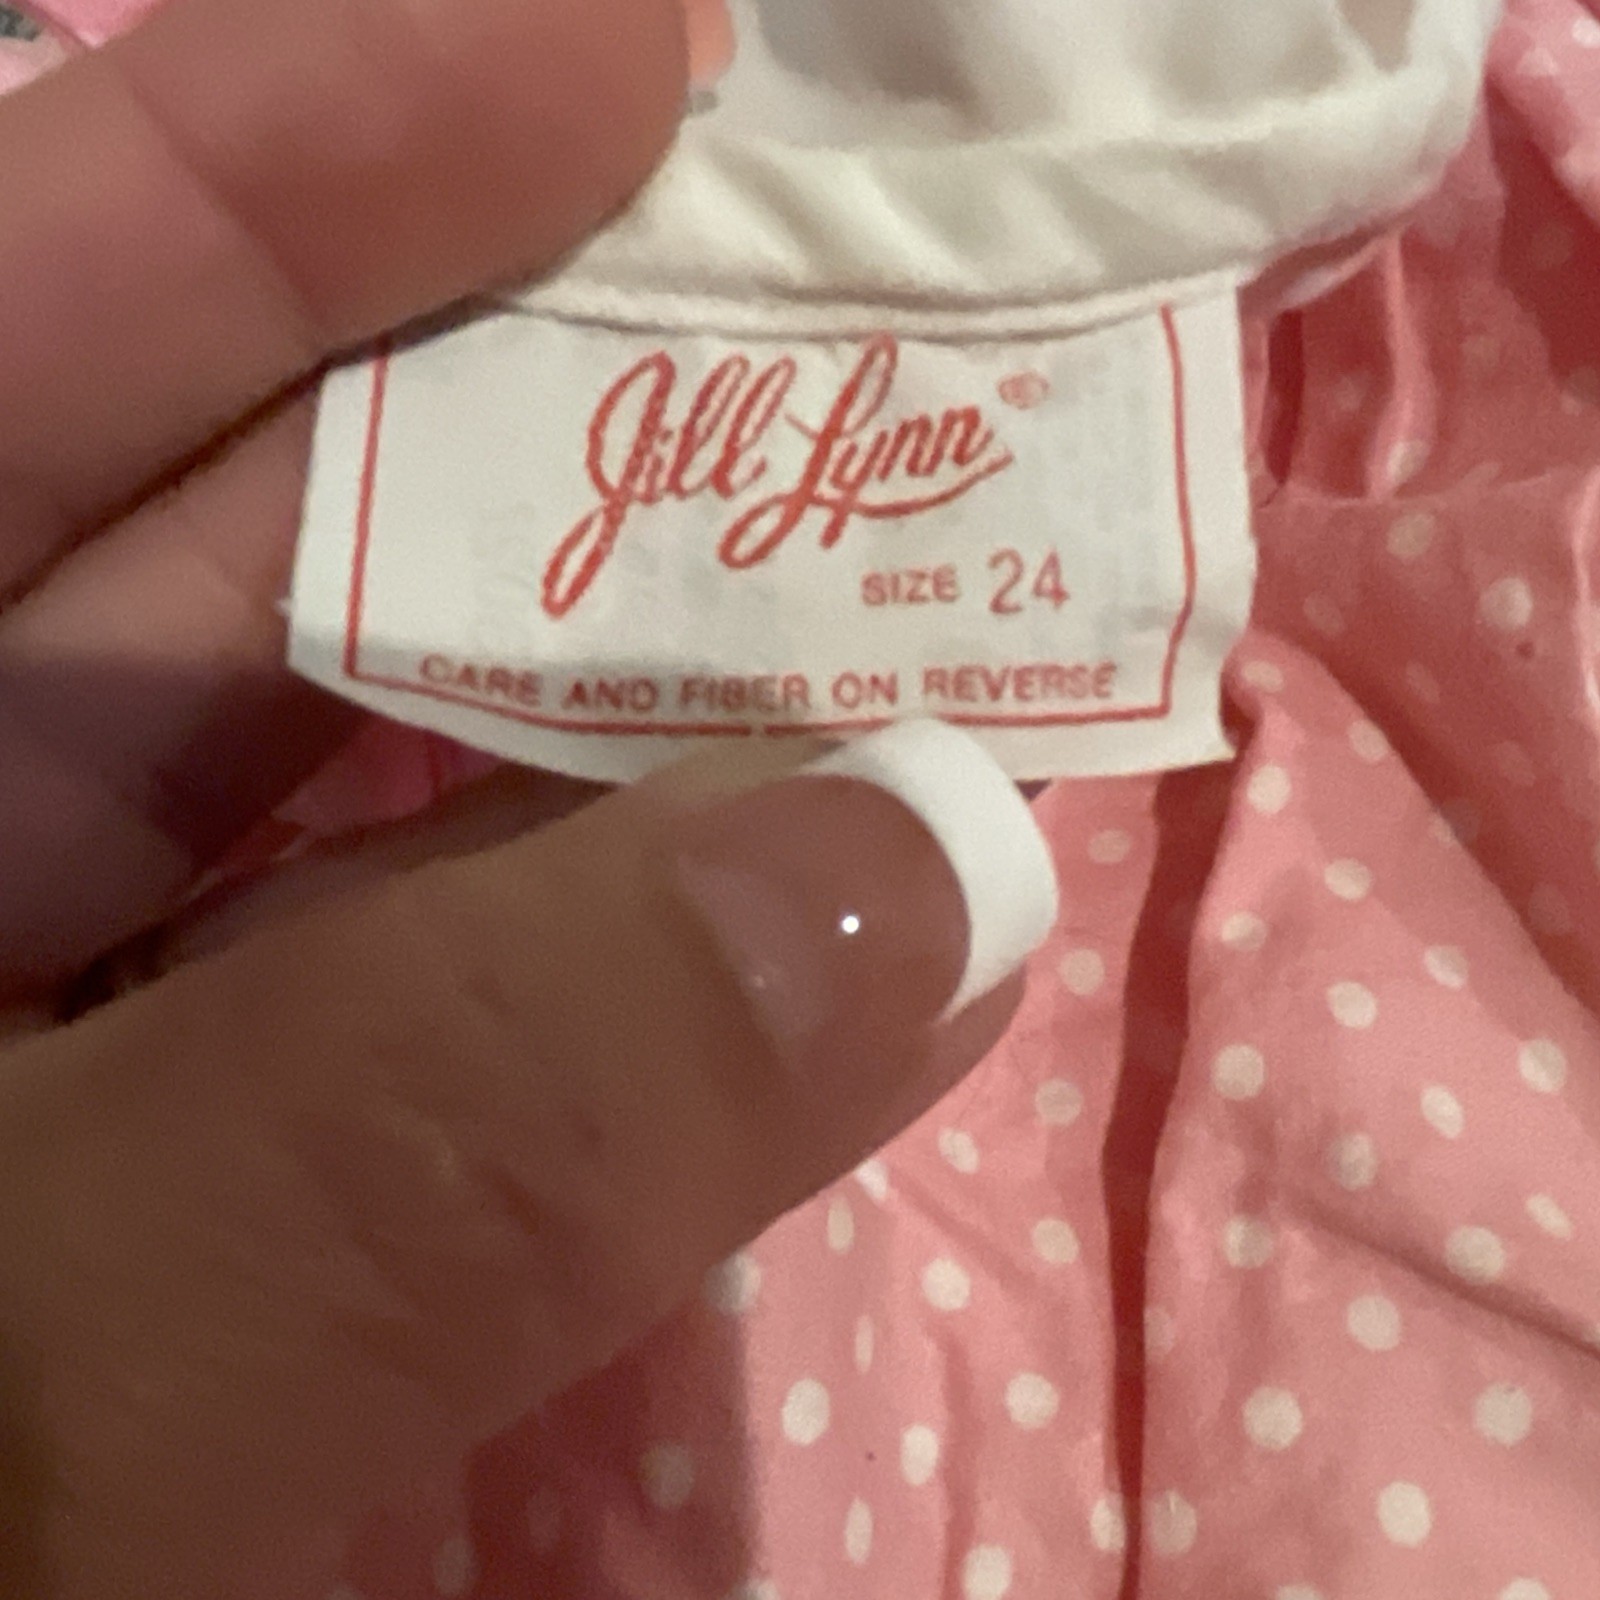 Jill Lynn®
SIZE 24
CARE AND FIBER ON REVERSE